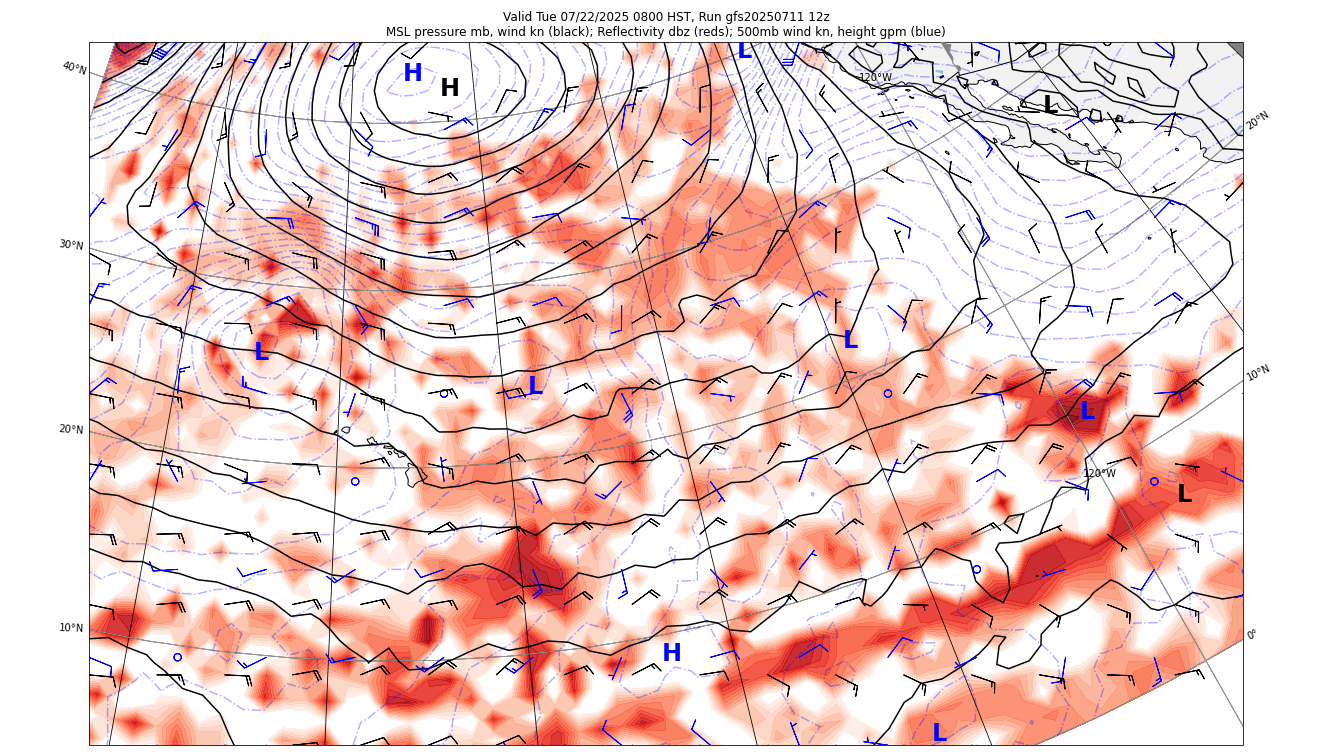 Valid Tue 07/22/2025 0800 HST, Run gfs20250711 12z
MSL pressure mb, wind kn (black); Reflectivity dbz (reds); 500mb wind kn, height gpm (blue)
L
40°N
H
H
120°W
L
20°N
30°N
L
L
L
10°N
L
20°N
120°W
L
10°N
0°
H
L